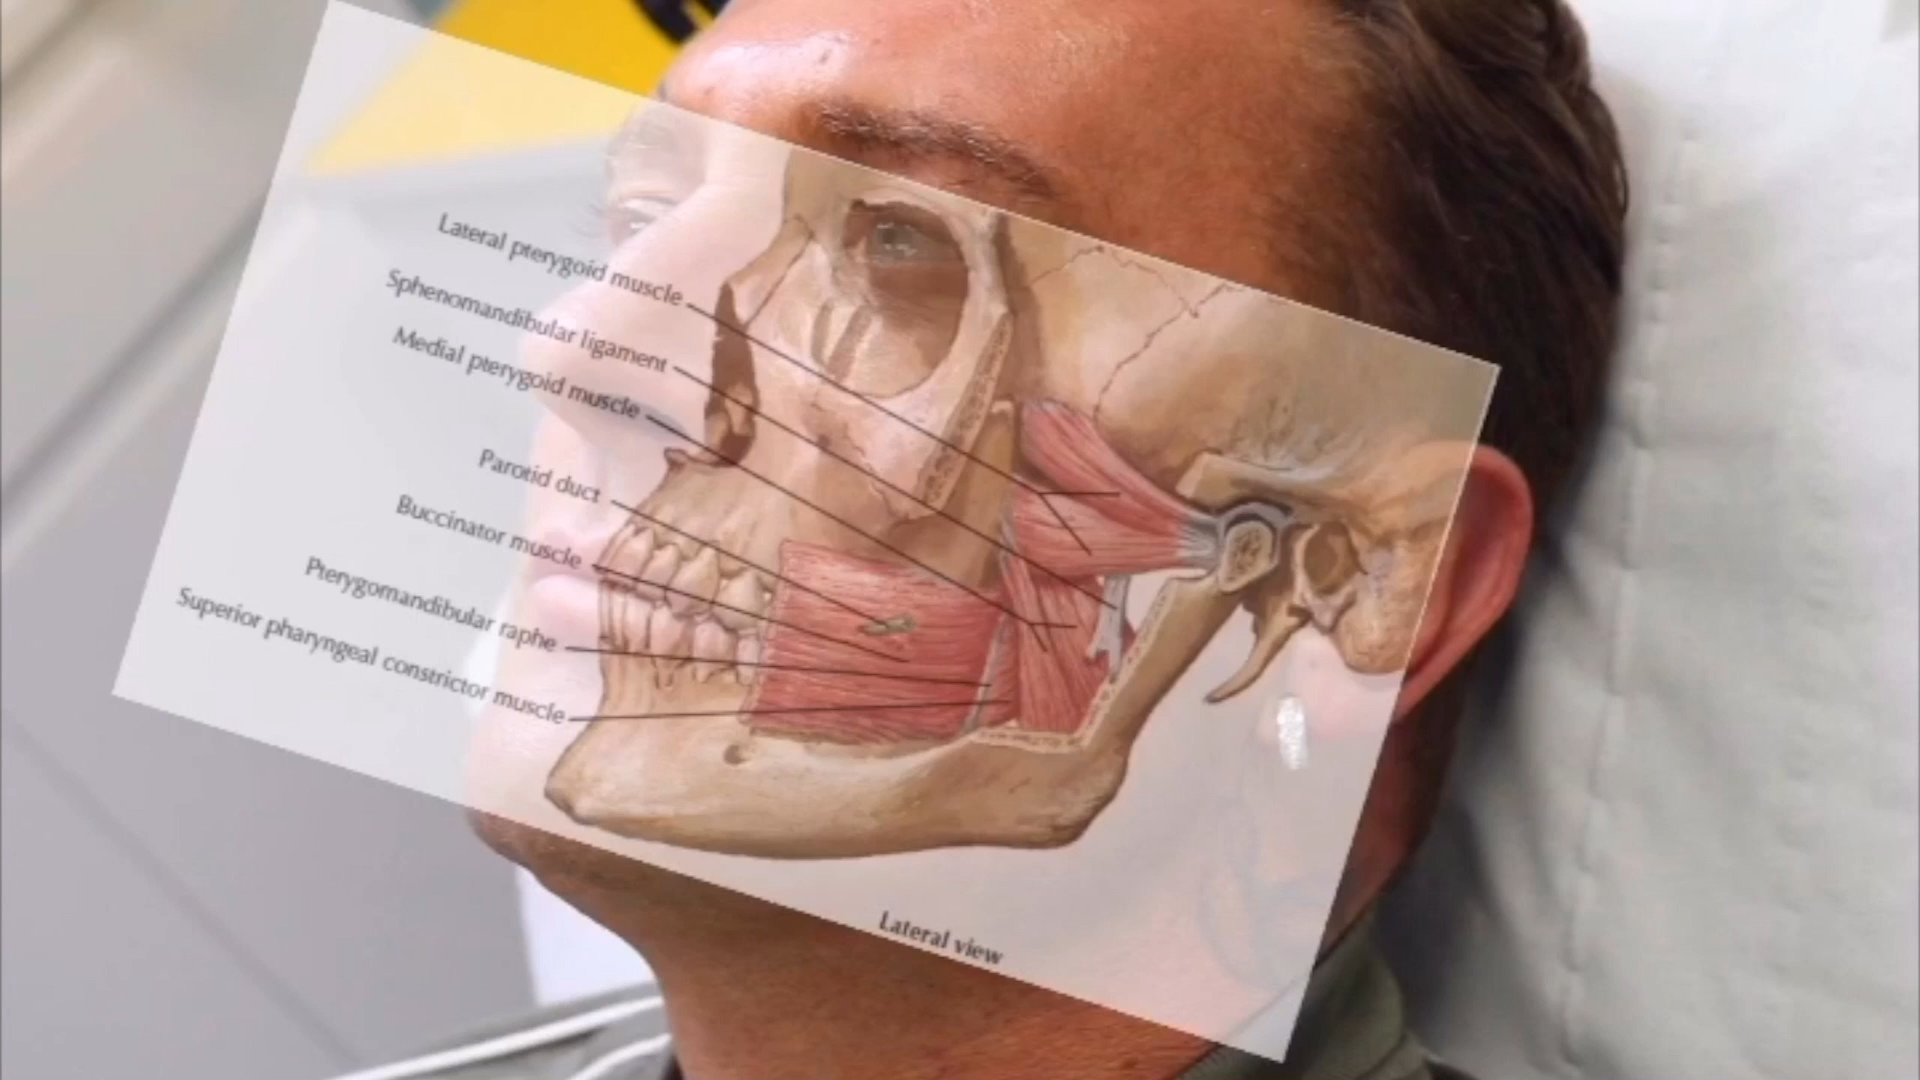 Lateral pterygoid muscle
Sphenomandibular ligament
Medial pterygoid muscle
Parotid duct
Buccinator muscle
Pterygomandibular raphe
Superior pharyngeal constrictor muscle
Lateral view